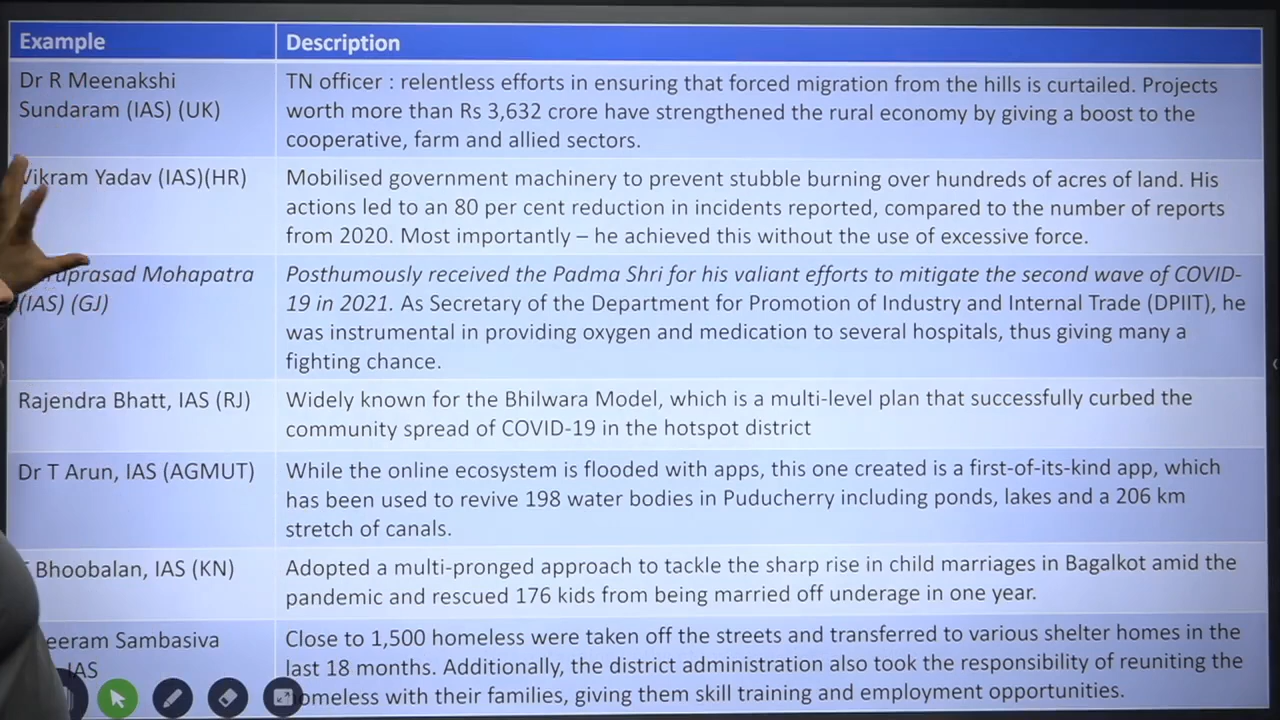 Example
Description
Dr R Meenakshi
Sundaram (IAS) (UK)
TN officer : relentless efforts in ensuring that forced migration from the hills is curtailed. Projects
worth more than Rs 3,632 crore have strengthened the rural economy by giving a boost to the
cooperative, farm and allied sectors.
Vikram Yadav (IAS)(HR)
Mobilised government machinery to prevent stubble burning over hundreds of acres of land. His
actions led to an 80 per cent reduction in incidents reported, compared to the number of reports
from 2020. Most importantly – he achieved this without the use of excessive force.
Mohapatra
(IAS) (GJ)
Posthumously received the Padma Shri for his valiant efforts to mitigate the second wave of COVID-
19 in 2021. As Secretary of the Department for Promotion of Industry and Internal Trade (DPIIT), he
was instrumental in providing oxygen and medication to several hospitals, thus giving many a
fighting chance.
Rajendra Bhatt, IAS (RJ)
Widely known for the Bhilwara Model, which is a multi-level plan that successfully curbed the
community spread of COVID-19 in the hotspot district
Dr T Arun, IAS (AGMUT)
While the online ecosystem is flooded with apps, this one created is a first-of-its-kind app, which
has been used to revive 198 water bodies in Puducherry including ponds, lakes and a 206 km
stretch of canals.
Bhoobalan, IAS (KN)
Adopted a multi-pronged approach to tackle the sharp rise in child marriages in Bagalkot amid the
pandemic and rescued 176 kids from being married off underage in one year.
Sambasiva
IAS
Close to 1,500 homeless were taken off the streets and transferred to various shelter homes in the
last 18 months. Additionally, the district administration also took the responsibility of reuniting the
homeless with their families, giving them skill training and employment opportunities.